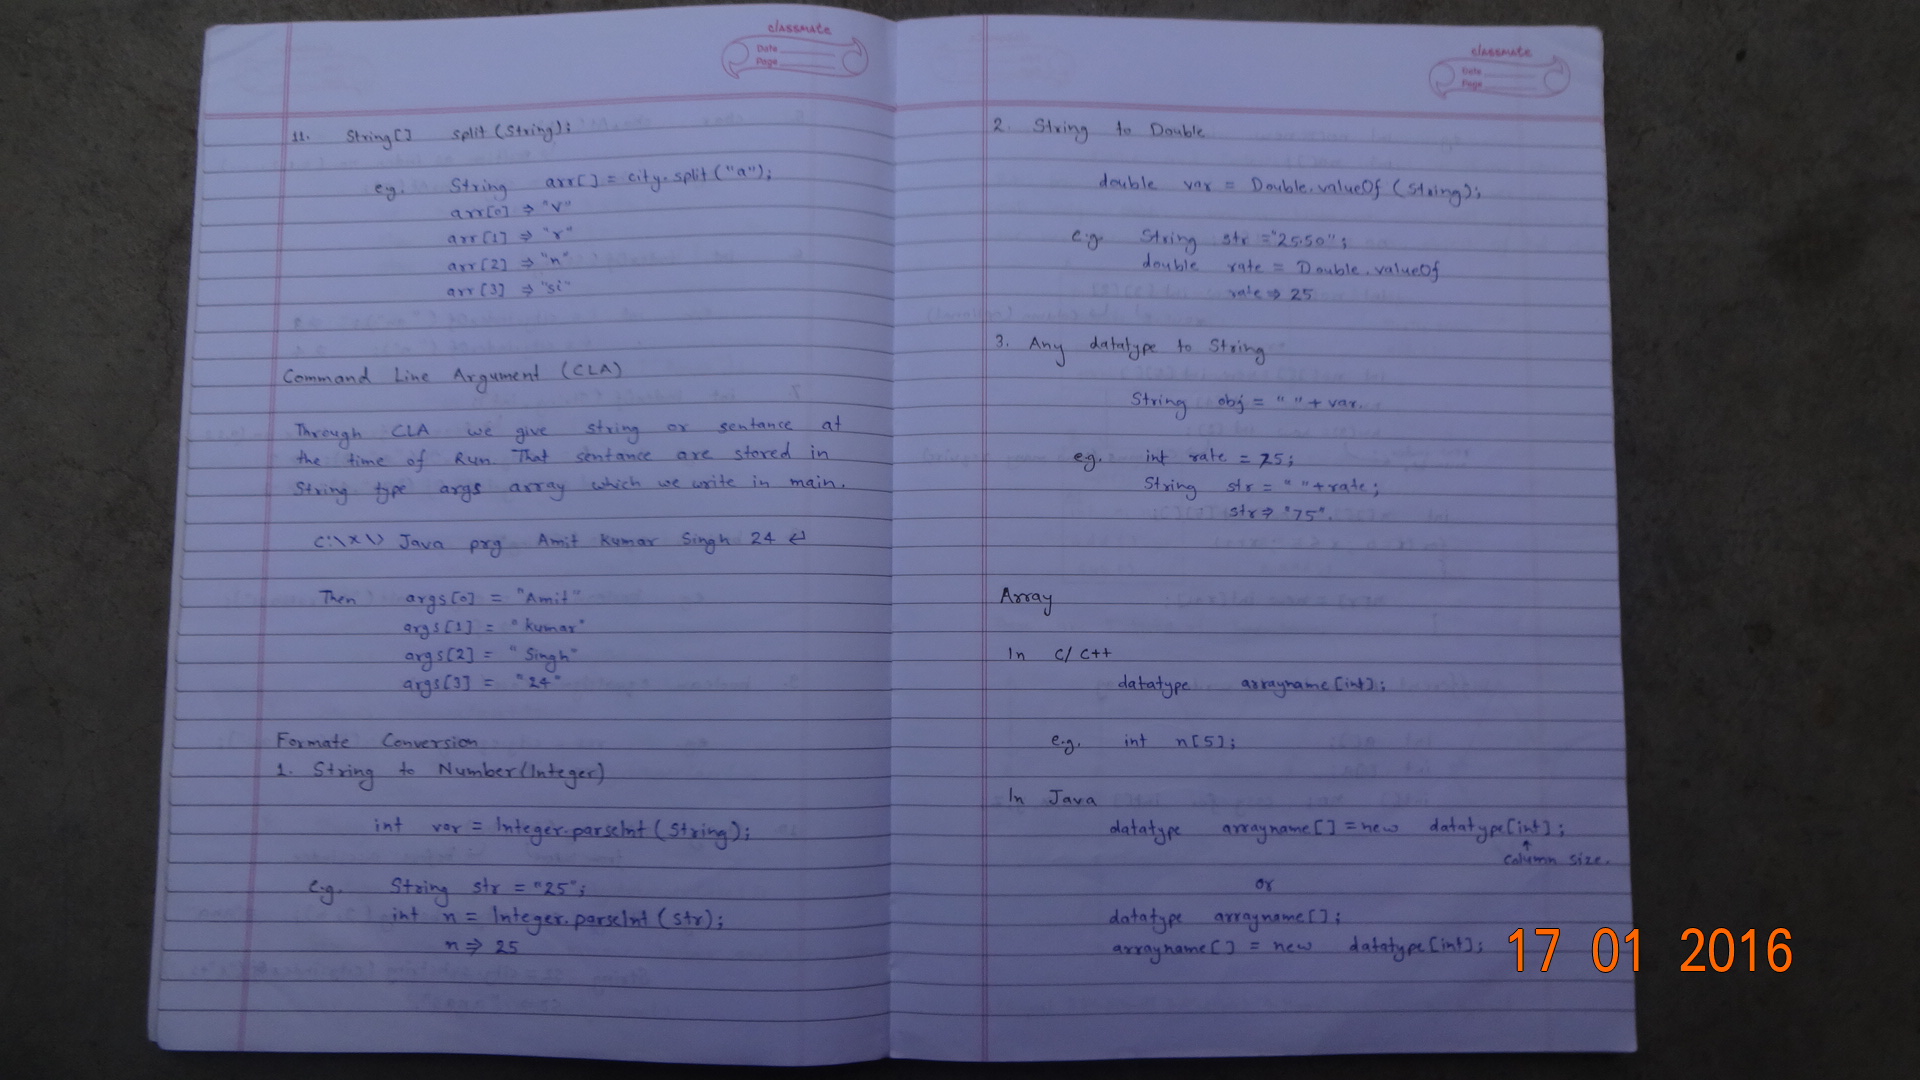 classmate
Date
Page
11. String[] split (String);
eg. String arr[] = city.split ("a");
arr[0] ⇒ "V"
arr[1] ⇒ "r"
arr[2] ⇒ "n"
arr[3] ⇒ "si"
Command Line Argument (CLA)
Through CLA we give string or sentance at
the time of Run. That sentance are stored in
String type args array which we write in main.
C:\X\> Java prg Amit Kumar Singh 24 ↵
Then args[0] = "Amit"
args[1] = "Kumar"
args[2] = "Singh"
args[3] = "24"
Formate Conversion
1. String to Number (Integer)
int var = Integer.parseInt (String);
e.g. String str = "25";
int n = Integer.parseInt (str);
n ⇒ 25
classmate
Date
Page
2. String to Double
double var = Double.valueOf (String);
e.g. String str = "25.50";
double rate = Double.valueOf
rate ⇒ 25
3. Any datatype to String
String obj = " " + var.
eg. int rate = 75;
String str = " " + rate;
str ⇒ "75".
Array
In C/C++
datatype arrayname[int];
e.g. int n[5];
In Java
datatype arrayname[] = new datatype[int];
↑
Column size.
or
datatype arrayname[];
arrayname[] = new datatype[int];
17 01 2016